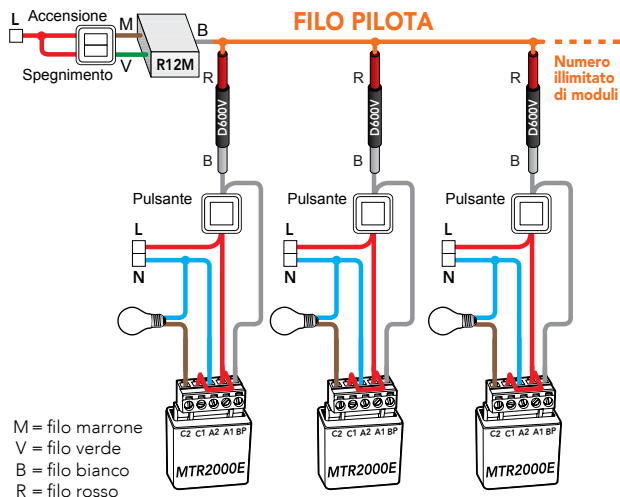 L
Accensione
M
B
FILO PILOTA
Spegnimento
V
R12M
R
R
R
Numero
illimitato
di moduli
D600V
D600V
D600V
B
B
B
Pulsante
Pulsante
Pulsante
L
L
L
N
N
N
C2 C1 A2 A1 BP
C2 C1 A2 A1 BP
C2 C1 A2 A1 BP
MTR2000E
MTR2000E
MTR2000E
M = filo marrone
V = filo verde
B = filo bianco
R = filo rosso